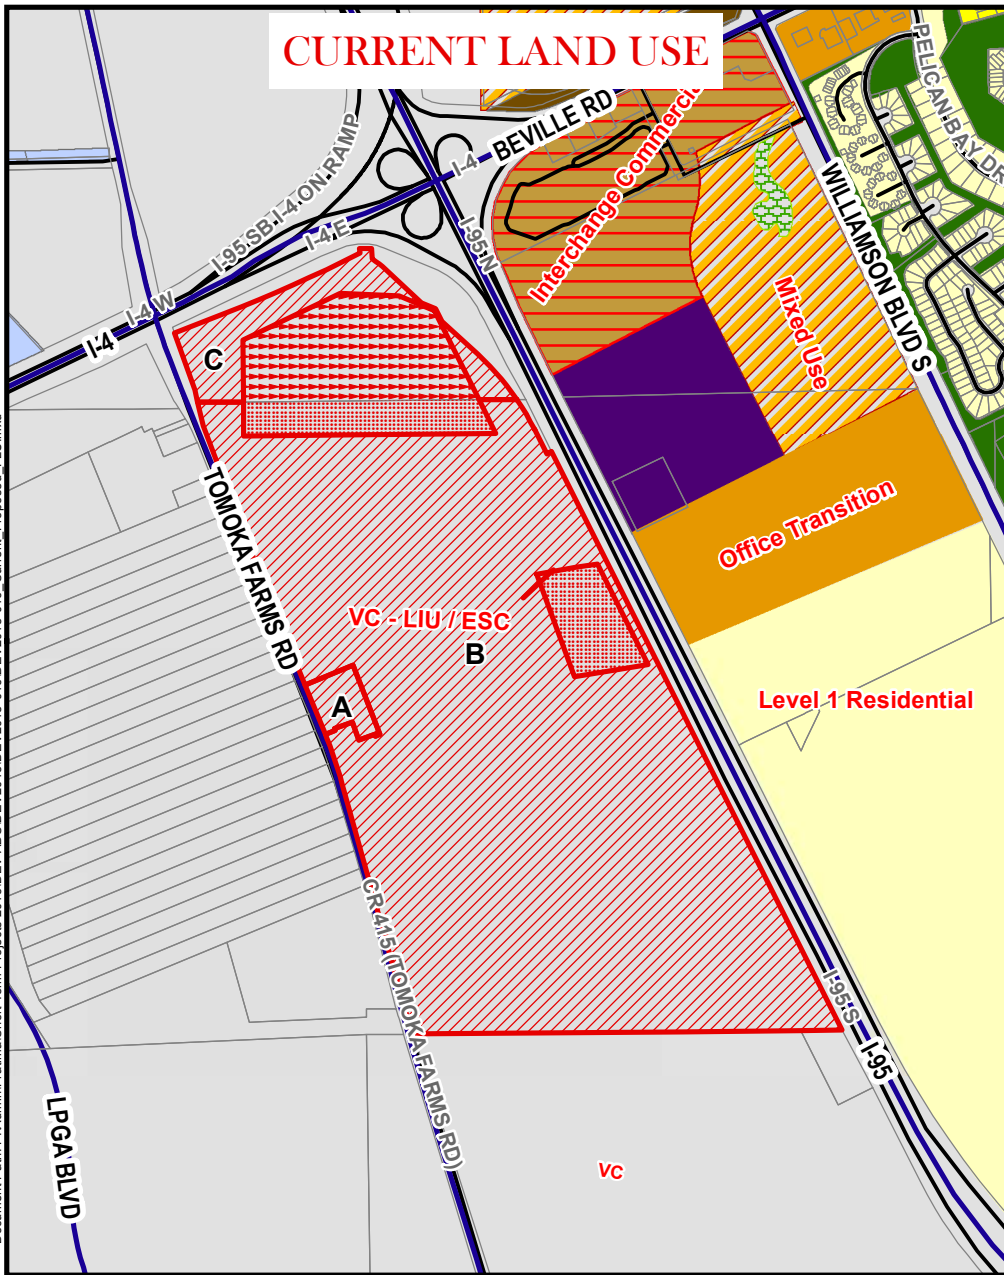 CURRENT LAND USE
PELICAN BAY DR
BEVILLE RD
I-4
I-95 SB I-4 ON RAMP
I-4 E
I-95 N
Interchange
WILLIAMSON BLVD S
I-4 W
I-4
Mixed Use
C
TOMOKA FARMS RD
Office Transition
VC - LIU / ESC
B
A
Level 1 Residential
CR 415 (TOMOKA FARMS RD)
I-95 S
I-95
LPGA BLVD
VC